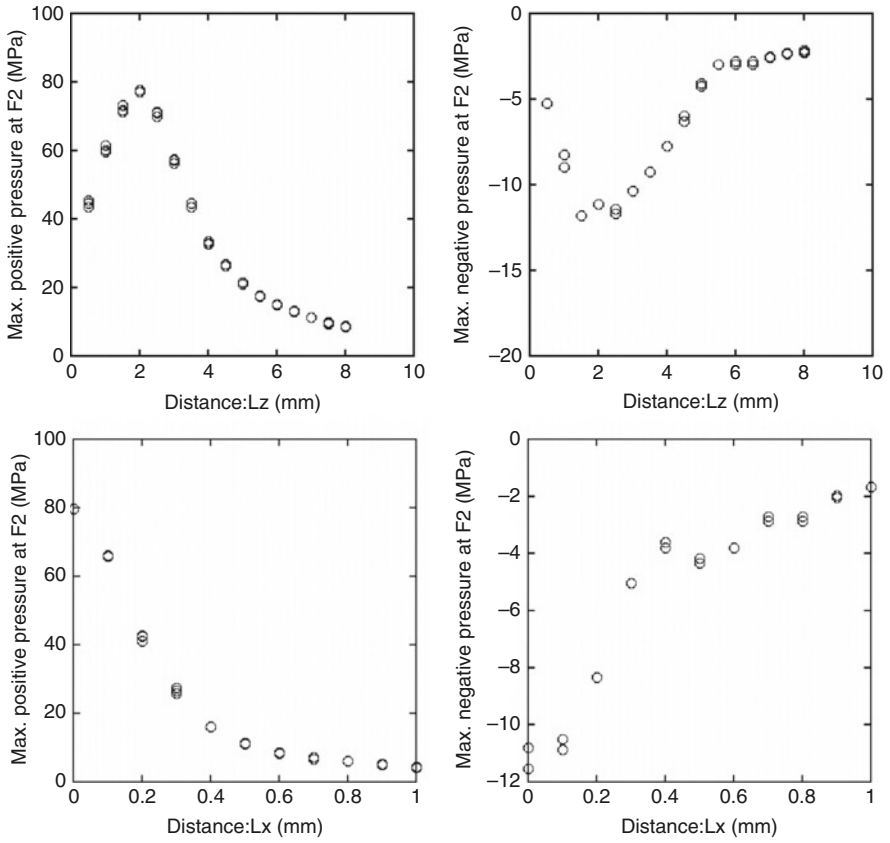 100
80
60
40
20
0
Max. positive pressure at F2 (MPa)
0 2 4 6 8 10
Distance:Lz (mm)
0
−5
−10
−15
−20
Max. negative pressure at F2 (MPa)
0 2 4 6 8 10
Distance:Lz (mm)
100
80
60
40
20
0
Max. positive pressure at F2 (MPa)
0 0.2 0.4 0.6 0.8 1
Distance:Lx (mm)
0
−2
−4
−6
−8
−10
−12
Max. negative pressure at F2 (MPa)
0 0.2 0.4 0.6 0.8 1
Distance:Lx (mm)